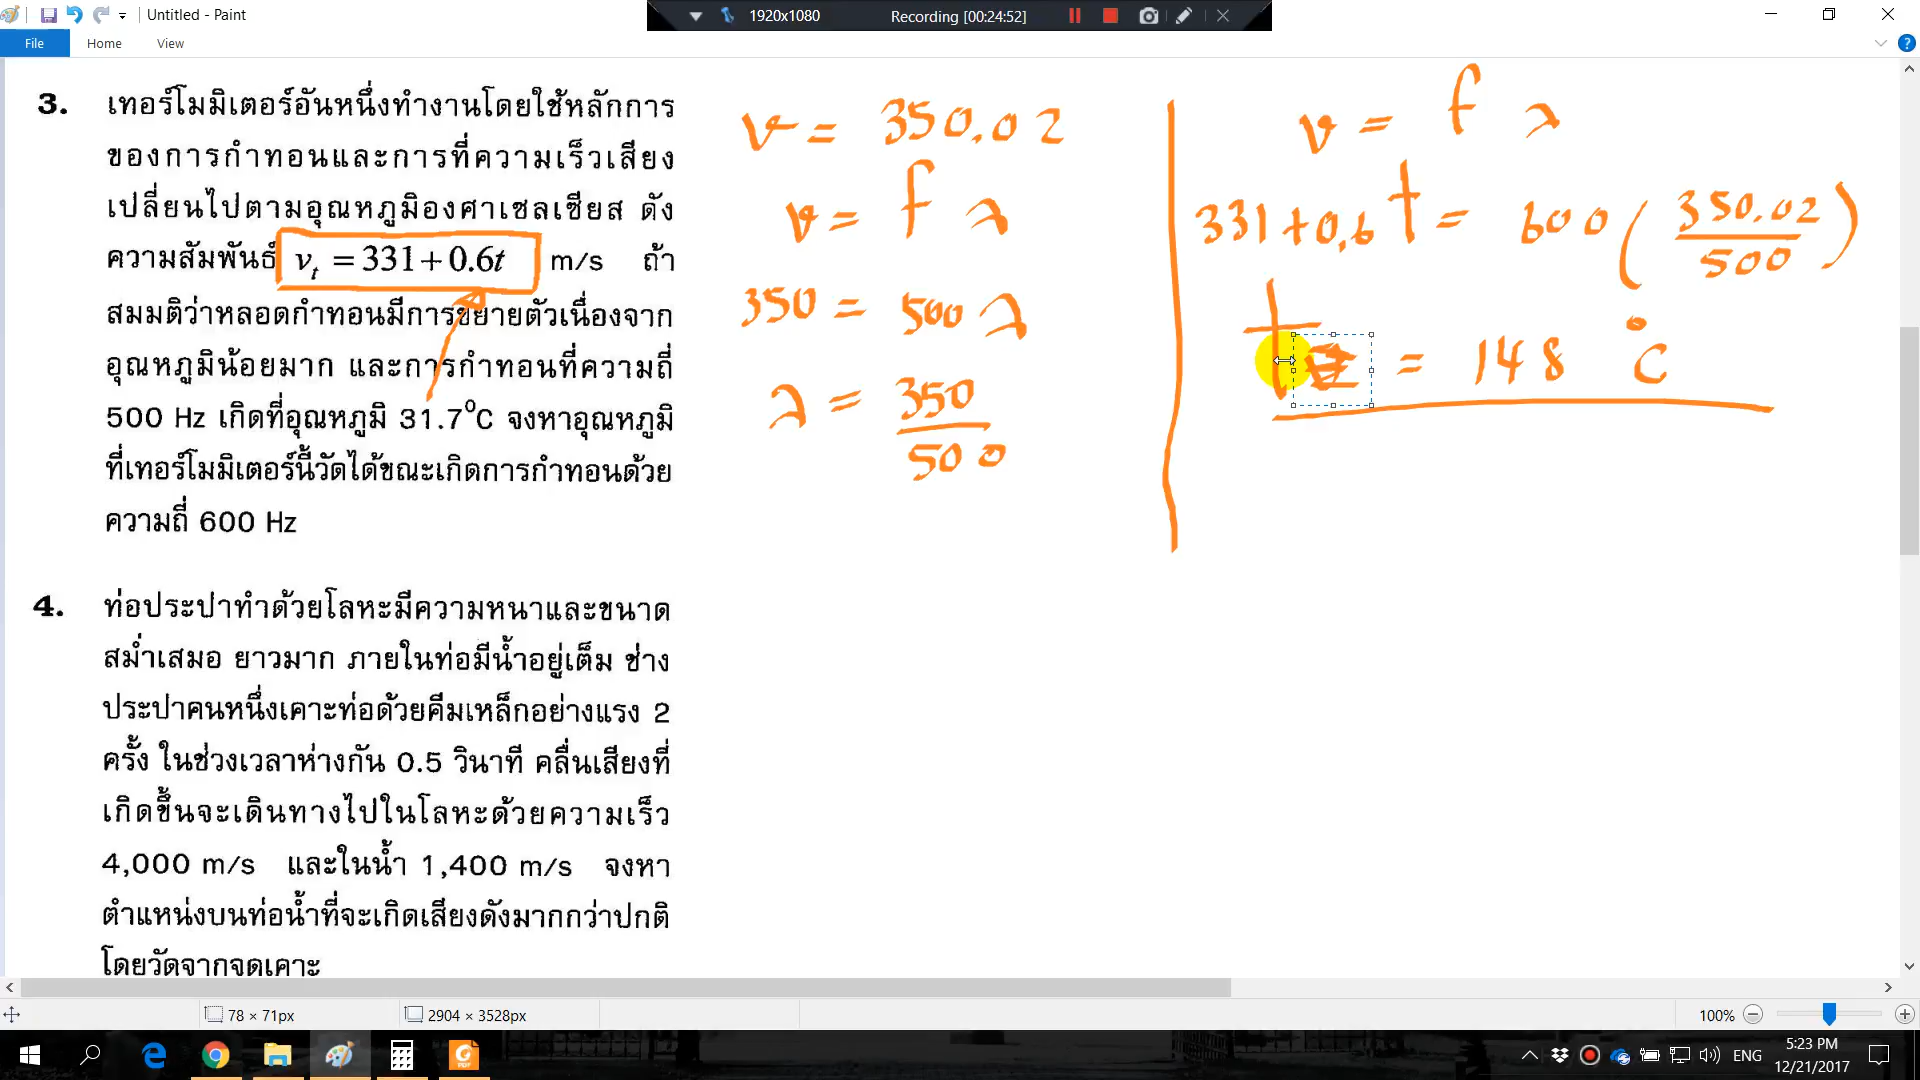 Untitled - Paint
1920x1080
Recording [00:24:52]
File Home View
3. เทอร์โมมิเตอร์อันหนึ่งทำงานโดยใช้หลักการ
ของการกำทอนและการที่ความเร็วเสียง
เปลี่ยนไปตามอุณหภูมิองศาเซลเซียส ดัง
ความสัมพันธ์ v_t = 331 + 0.6t m/s ถ้า
สมมติว่าหลอดกำทอนมีการขยายตัวเนื่องจาก
อุณหภูมิน้อยมาก และการกำทอนที่ความถี่
500 Hz เกิดที่อุณหภูมิ 31.7⁰C จงหาอุณหภูมิ
ที่เทอร์โมมิเตอร์นี้วัดได้ขณะเกิดการกำทอนด้วย
ความถี่ 600 Hz
4. ท่อประปาทำด้วยโลหะมีความหนาและขนาด
สม่ำเสมอ ยาวมาก ภายในท่อมีน้ำอยู่เต็ม ช่าง
ประปาคนหนึ่งเคาะท่อด้วยคีมเหล็กอย่างแรง 2
ครั้ง ในช่วงเวลาห่างกัน 0.5 วินาที คลื่นเสียงที่
เกิดขึ้นจะเดินทางไปในโลหะด้วยความเร็ว
4,000 m/s และในน้ำ 1,400 m/s จงหา
ตำแหน่งบนท่อน้ำที่จะเกิดเสียงดังมากกว่าปกติ
โดยวัดจากจุดเคาะ
v = 350.02
v = f λ
350 = 500 λ
λ = 350
500
v = f λ
331 + 0.6 t = 600 ( 350.02
500 )
t = 148 °C
78 × 71px
2904 × 3528px
100%
ENG
5:23 PM
12/21/2017